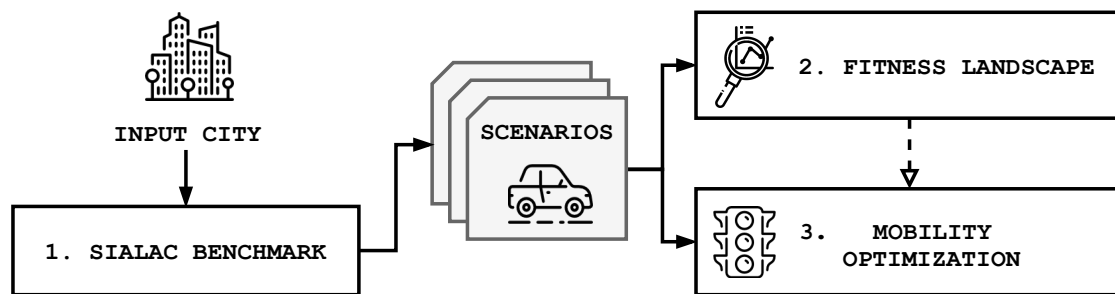 INPUT CITY
1. SIALAC BENCHMARK
SCENARIOS
2. FITNESS LANDSCAPE
3. MOBILITY
OPTIMIZATION